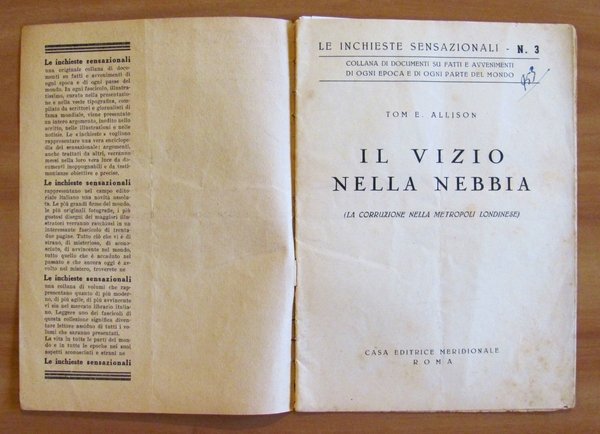 Le inchieste sensazionali
una originale collana di docu-
menti su fatti e avvenimenti di
ogni epoca e di ogni paese del
mondo. In ogni fascicolo, illustra-
tissimo, curato nella presentazio-
ne e nella veste tipografica, com-
pilato da scrittori e giornalisti di
fama mondiale, viene presentato
un intero argomento, inedito nello
scritto, nelle illustrazioni e nelle
notizie. Le «inchieste» vogliono
rappresentare una vera enciclope-
dia del sensazionale: argomenti,
anche trattati da altri, verranno
messi nella loro vera luce da do-
cumenti inoppugnabili e da testi-
monianze obiettive e precise.
Le inchieste sensazionali
rappresentano nel campo edito-
riale italiano una novità assolu-
ta. Le più grandi firme del mondo,
le più originali fotografie, i più
gustosi disegni dei maggiori illu-
stratori verranno racchiusi in un
interessante fascicolo di trenta-
due pagine. Tutto ciò che vi è di
strano, di misterioso, di scono-
sciuto, di avvincente nel mondo,
tutto quello che è accaduto nel
passato e che ancora oggi è avvol-
to nel mistero, troverete ne
Le inchieste sensazionali
una collana di volumi che rap-
presentano quanto di più moder-
no, di più agile, di più avvincente
vi sia nel mercato librario italia-
no. Leggere uno dei fascicoli di
questa collezione significa diven-
tare lettore assiduo di tutti i vo-
lumi che saranno presentati.
La vita in tutte le parti del mon-
do e in tutte le epoche nei suoi
aspetti sconosciuti e strani ne
Le inchieste sensazionali
LE INCHIESTE SENSAZIONALI - N. 3
COLLANA DI DOCUMENTI SU FATTI E AVVENIMENTI
DI OGNI EPOCA E DI OGNI PARTE DEL MONDO
TOM E. ALLISON
IL VIZIO
NELLA NEBBIA
(LA CORRUZIONE NELLA METROPOLI LONDINESE)
CASA EDITRICE MERIDIONALE
ROMA